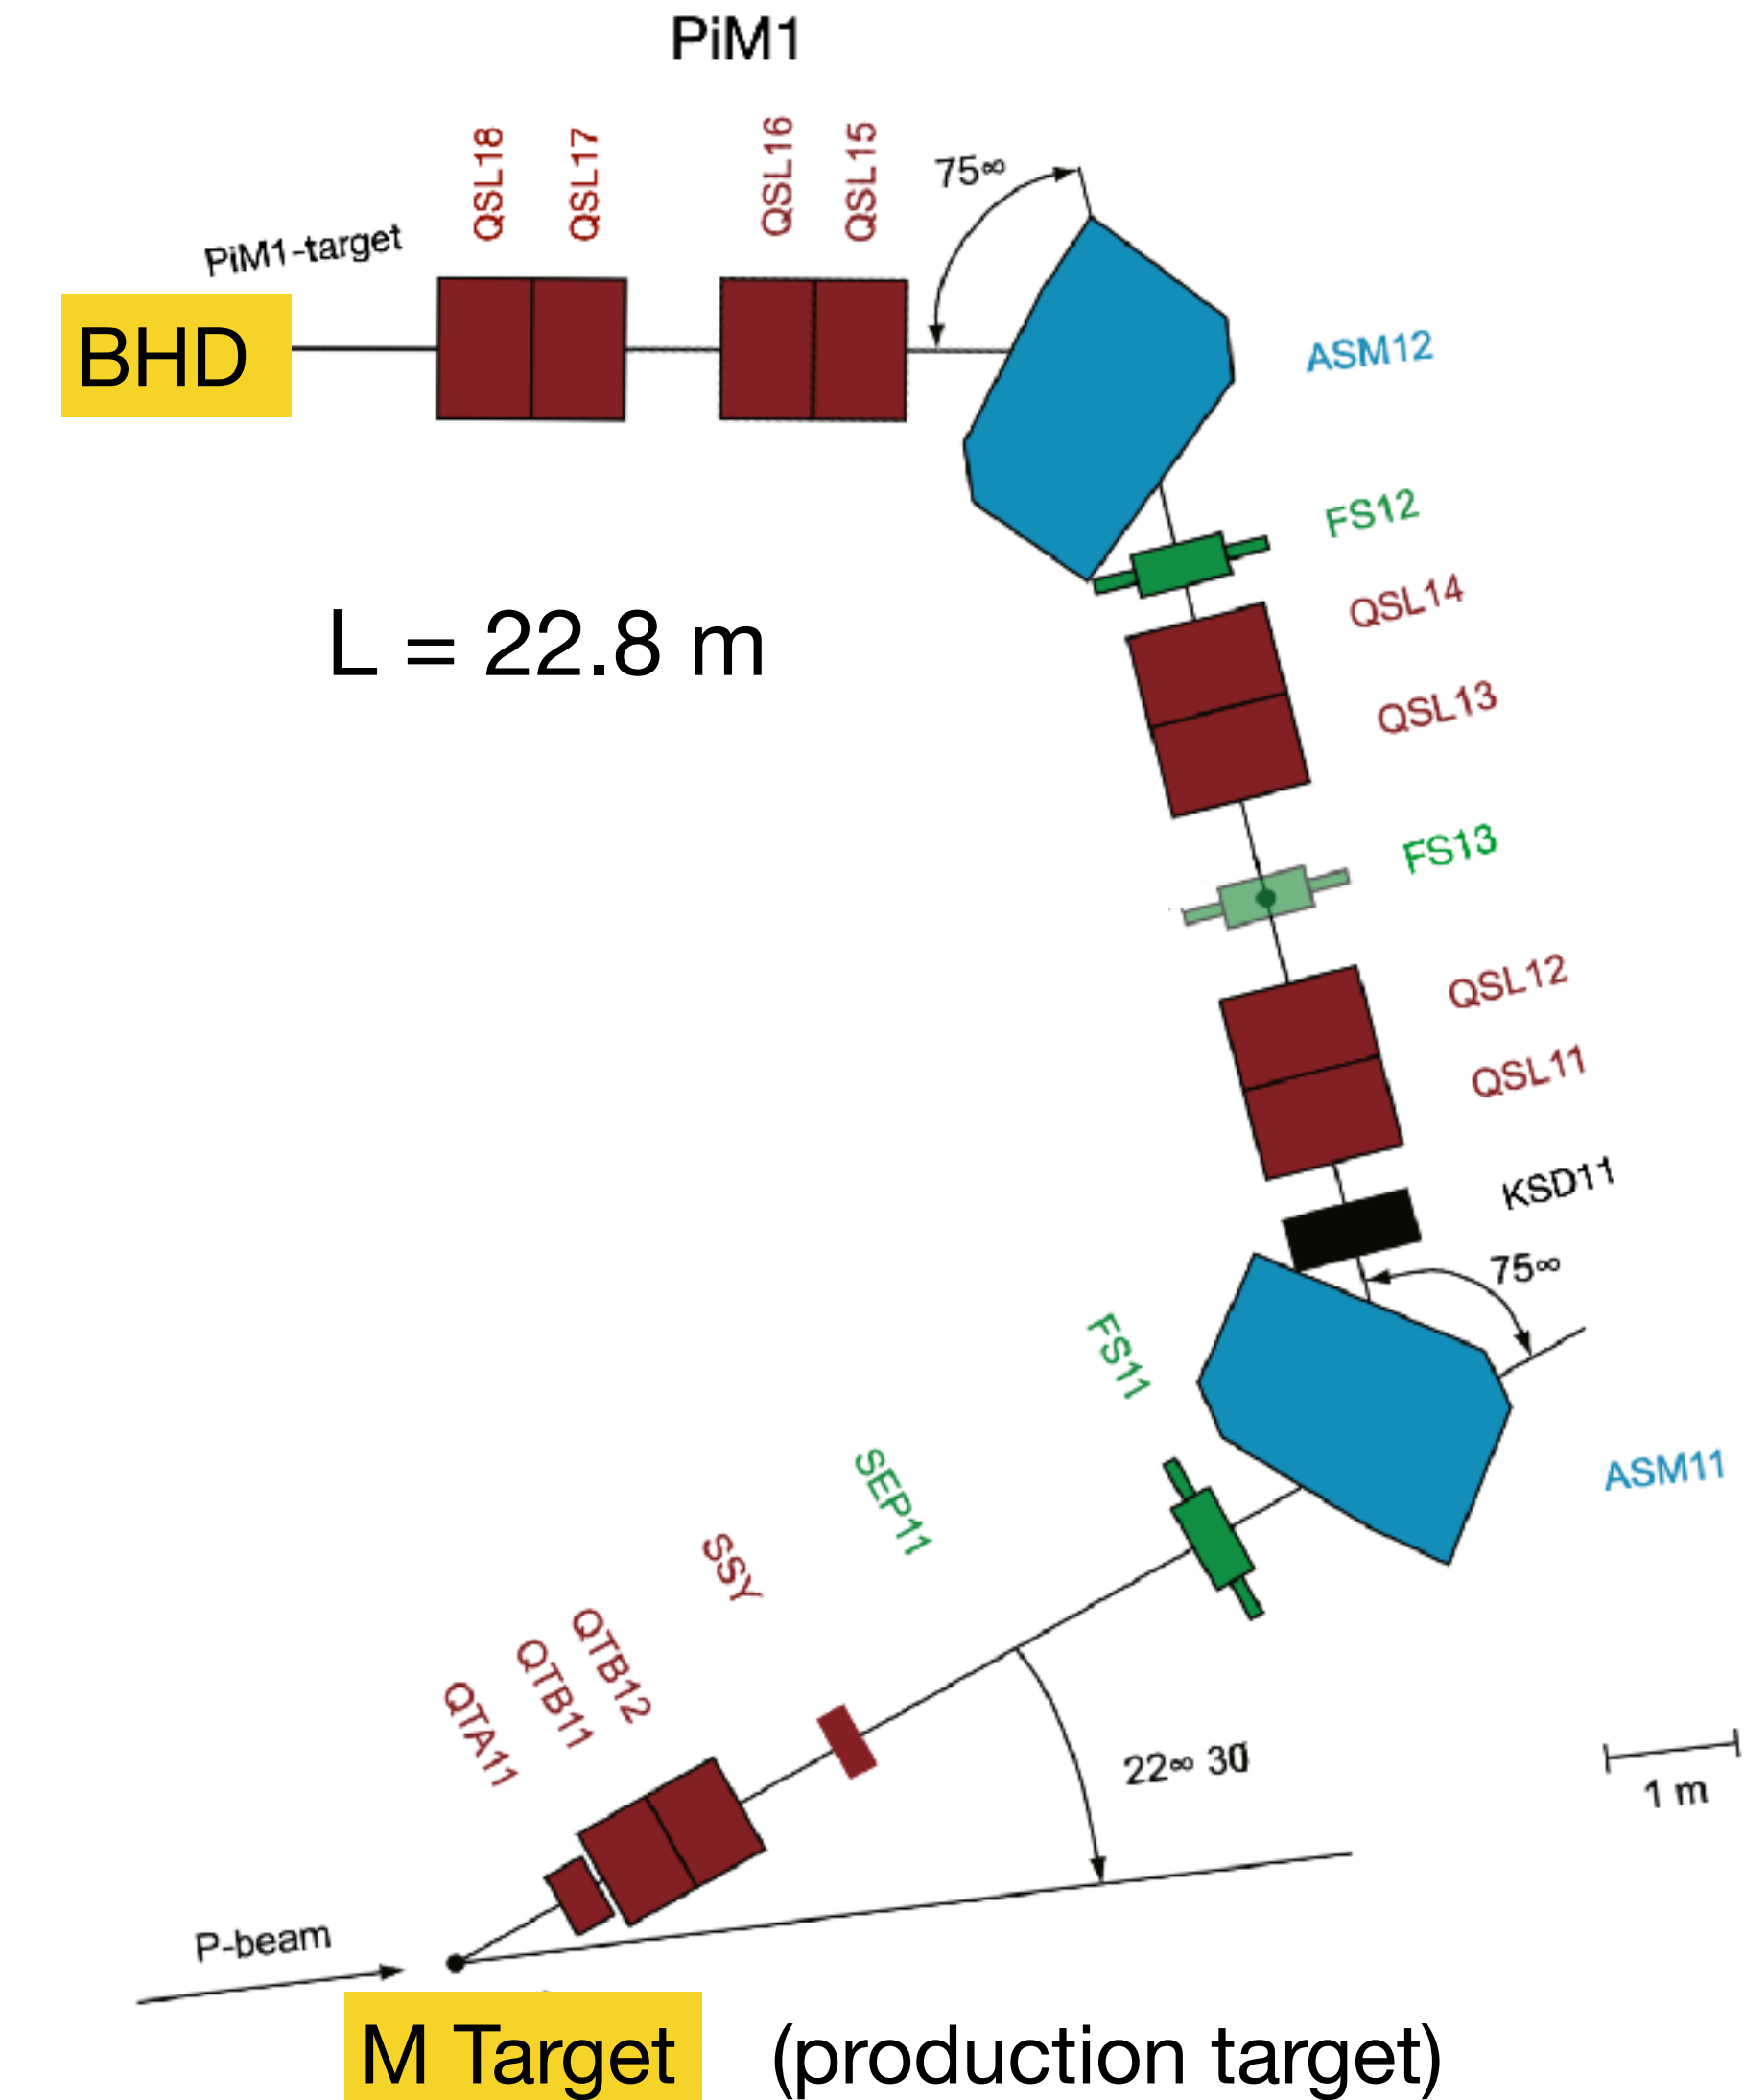 PiM1
QSL18
QSL17
QSL16
QSL15
75∞
PiM1-target
BHD
ASM12
FS12
L = 22.8 m
QSL14
QSL13
FS13
QSL12
QSL11
KSD11
75∞
FS11
ASM11
SEP11
SSY
QTB12
QTB11
QTA11
22∞ 30
1 m
P-beam
M Target (production target)